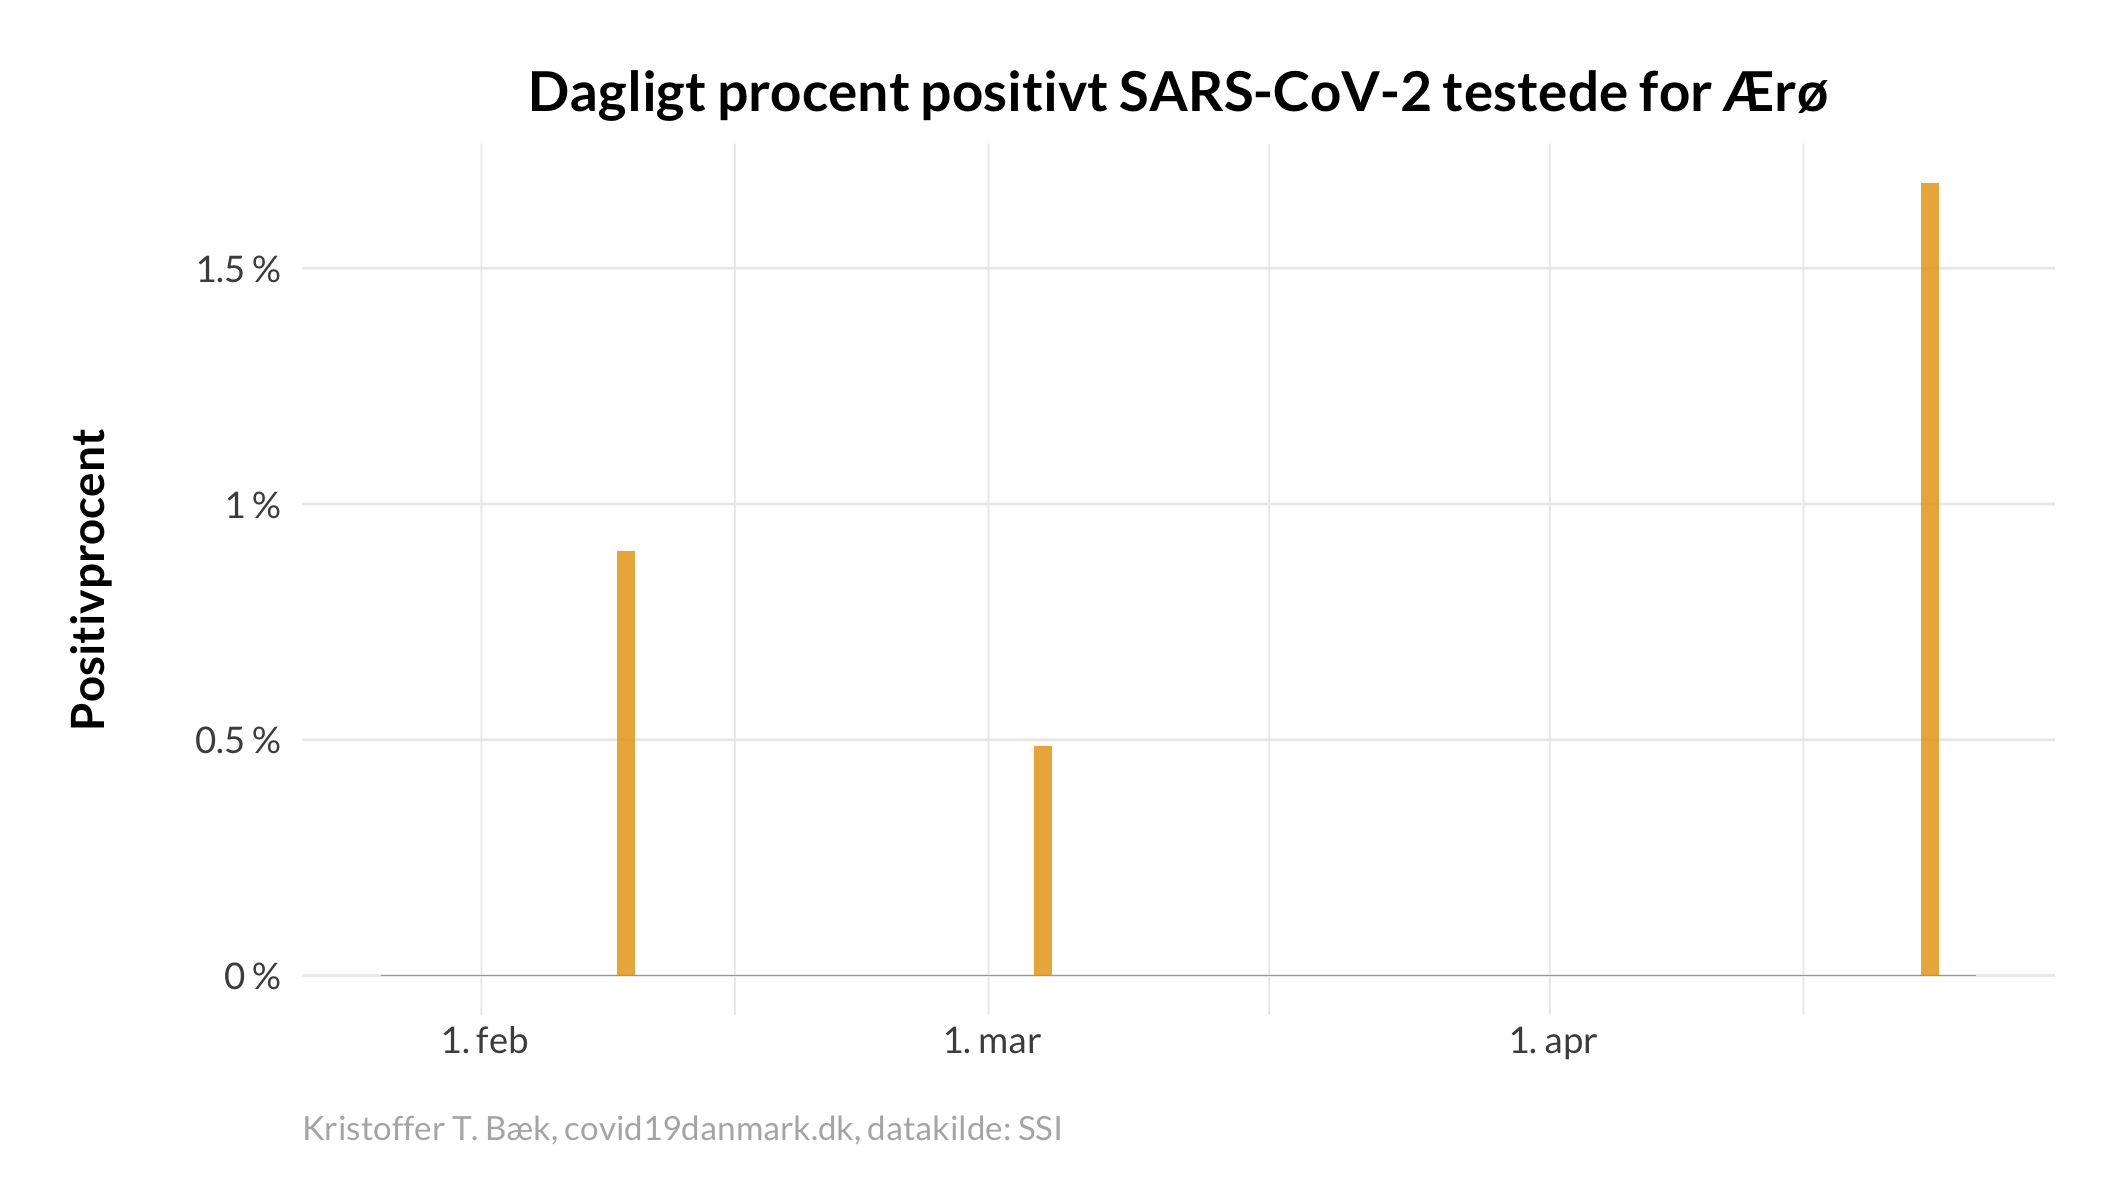 Dagligt procent positivt SARS-CoV-2 testede for Ærø
Positivprocent
1.5 %
1 %
0.5 %
0 %
1. feb
1. mar
1. apr
Kristoffer T. Bæk, covid19danmark.dk, datakilde: SSI